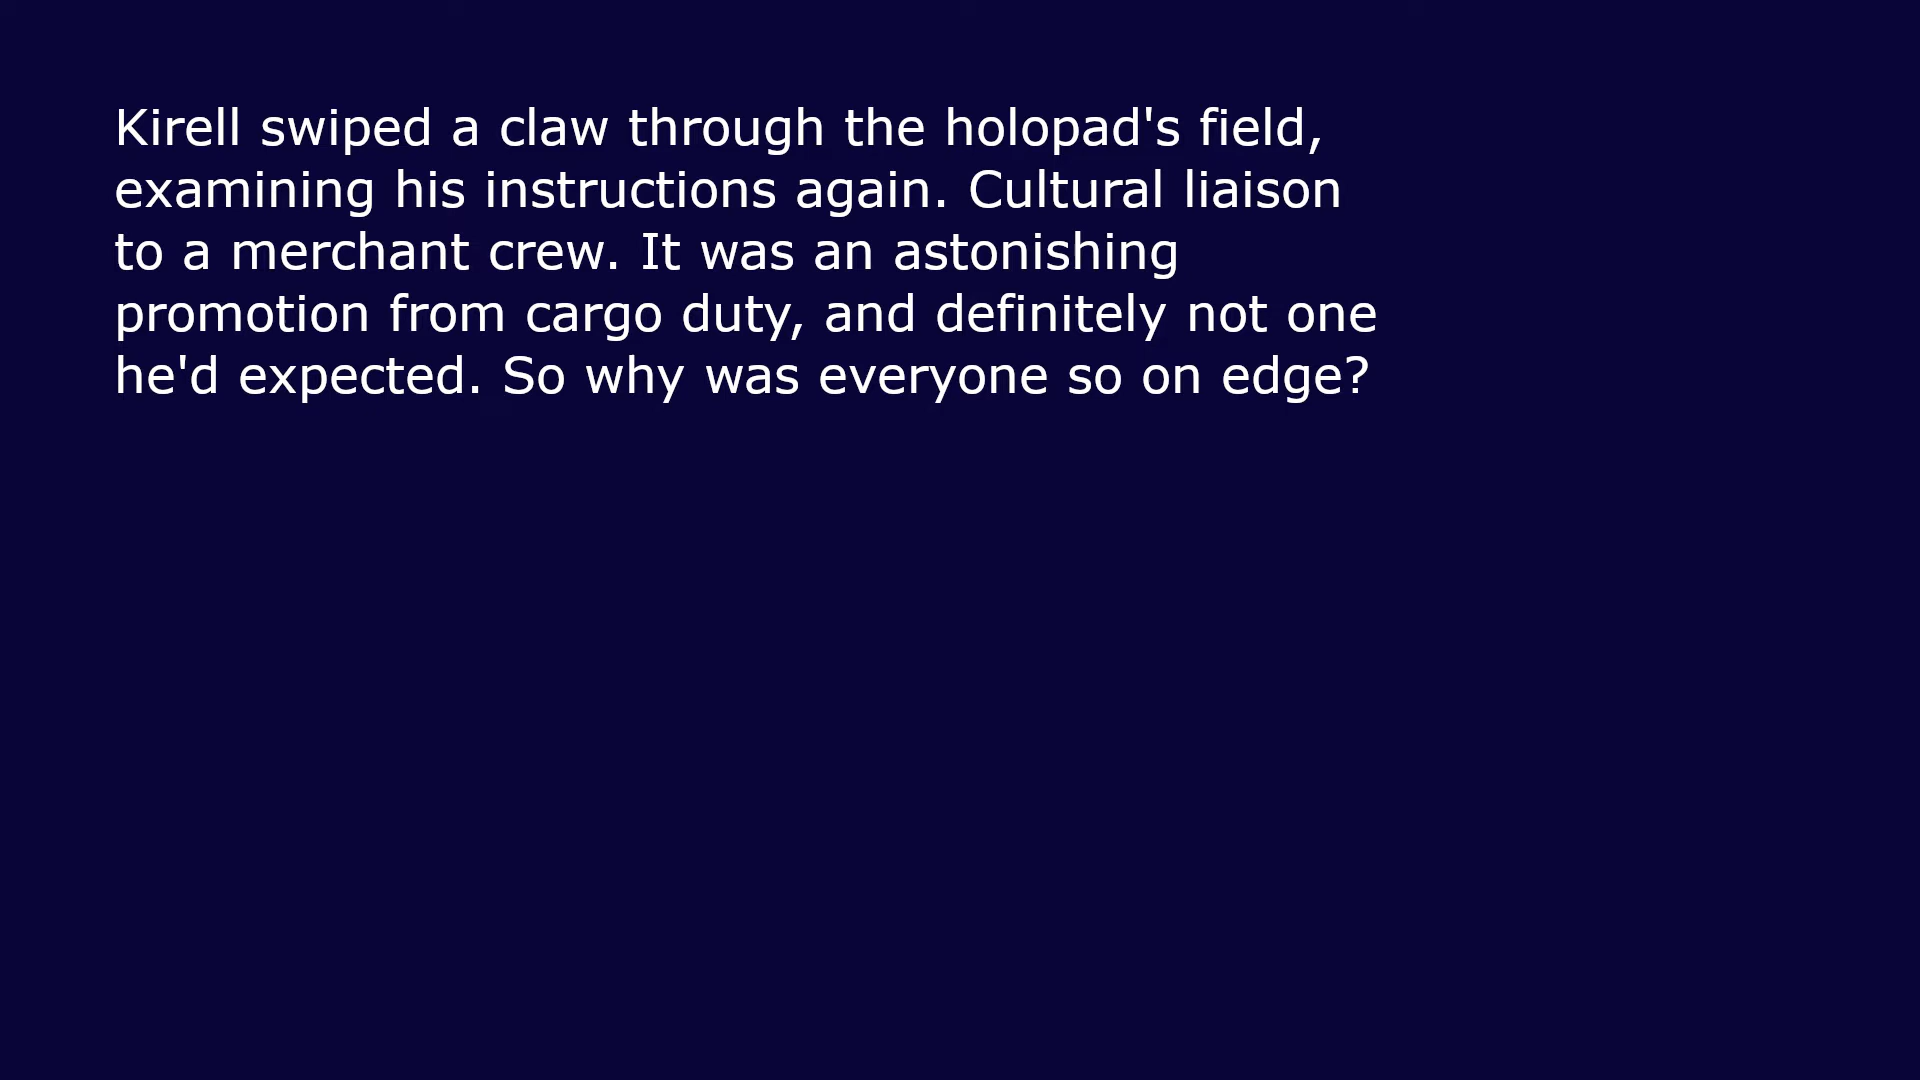 Kirell swiped a claw through the holopad's field,
examining his instructions again. Cultural liaison
to a merchant crew. It was an astonishing
promotion from cargo duty, and definitely not one
he'd expected. So why was everyone so on edge?